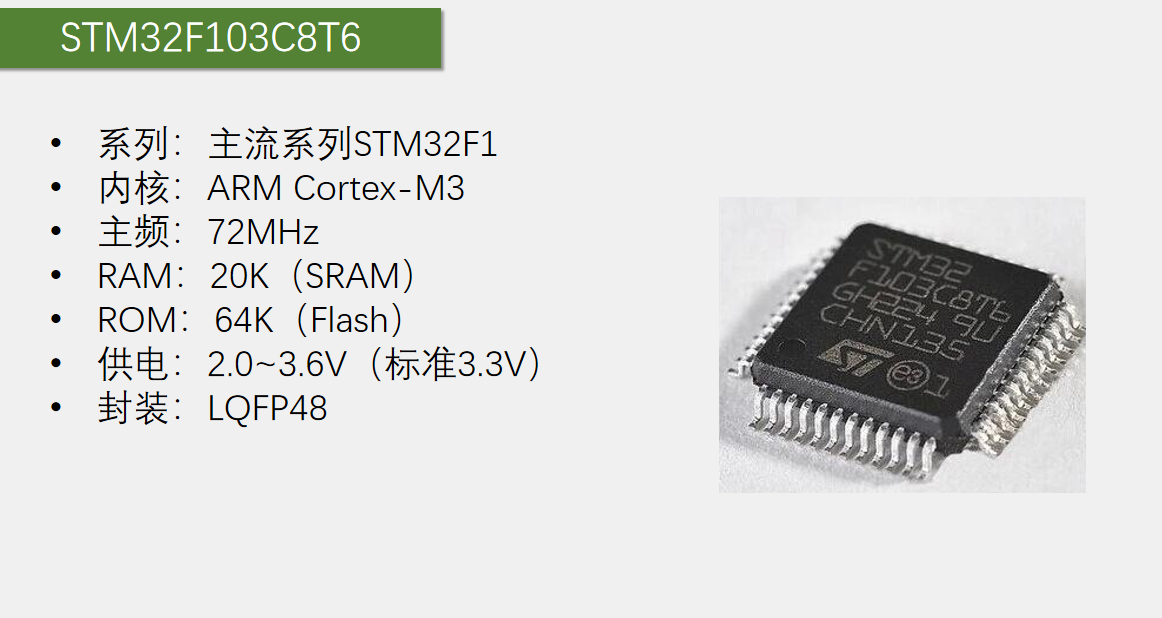 STM32F103C8T6
• 系列：主流系列STM32F1
• 内核：ARM Cortex-M3
• 主频：72MHz
• RAM：20K（SRAM）
• ROM：64K（Flash）
• 供电：2.0~3.6V（标准3.3V）
• 封装：LQFP48
STM32
F103C8T6
GH224 9U
CHN135
ST e3 1